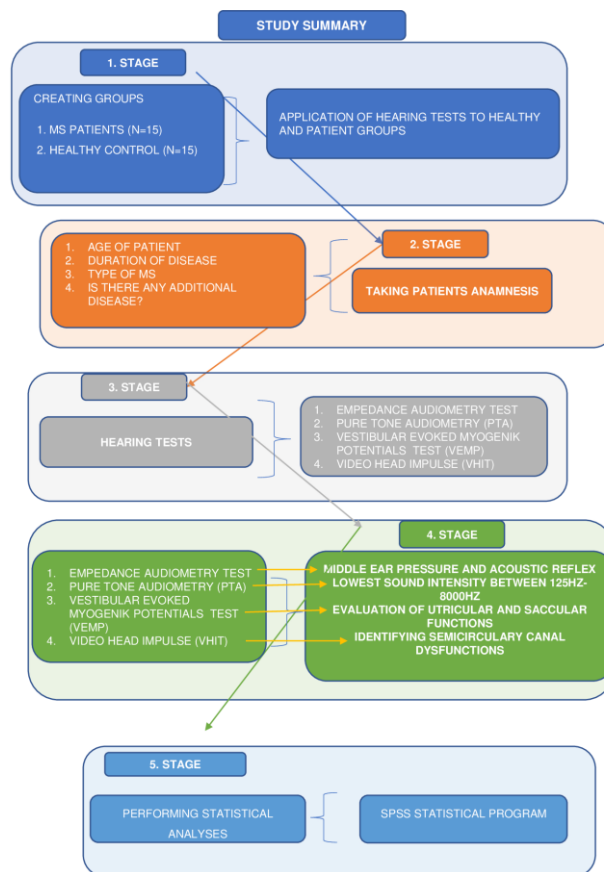 STUDY SUMMARY
1. STAGE
CREATING GROUPS
1. MS PATIENTS (N=15)
2. HEALTHY CONTROL (N=15)
APPLICATION OF HEARING TESTS TO HEALTHY
AND PATIENT GROUPS
2. STAGE
1. AGE OF PATIENT
2. DURATION OF DISEASE
3. TYPE OF MS
4. IS THERE ANY ADDITIONAL
DISEASE?
TAKING PATIENTS ANAMNESIS
3. STAGE
HEARING TESTS
1. EMPEDANCE AUDIOMETRY TEST
2. PURE TONE AUDIOMETRY (PTA)
3. VESTIBULAR EVOKED MYOGENIK
POTENTIALS TEST (VEMP)
4. VIDEO HEAD IMPULSE (VHIT)
4. STAGE
1. EMPEDANCE AUDIOMETRY TEST
2. PURE TONE AUDIOMETRY (PTA)
3. VESTIBULAR EVOKED
MYOGENIK POTENTIALS TEST
(VEMP)
4. VIDEO HEAD IMPULSE (VHIT)
MIDDLE EAR PRESSURE AND ACOUSTIC REFLEX
LOWEST SOUND INTENSITY BETWEEN 125HZ-
8000HZ
EVALUATION OF UTRICULAR AND SACCULAR
FUNCTIONS
IDENTIFYING SEMICIRCULARY CANAL
DYSFUNCTIONS
5. STAGE
PERFORMING STATISTICAL
ANALYSES
SPSS STATISTICAL PROGRAM